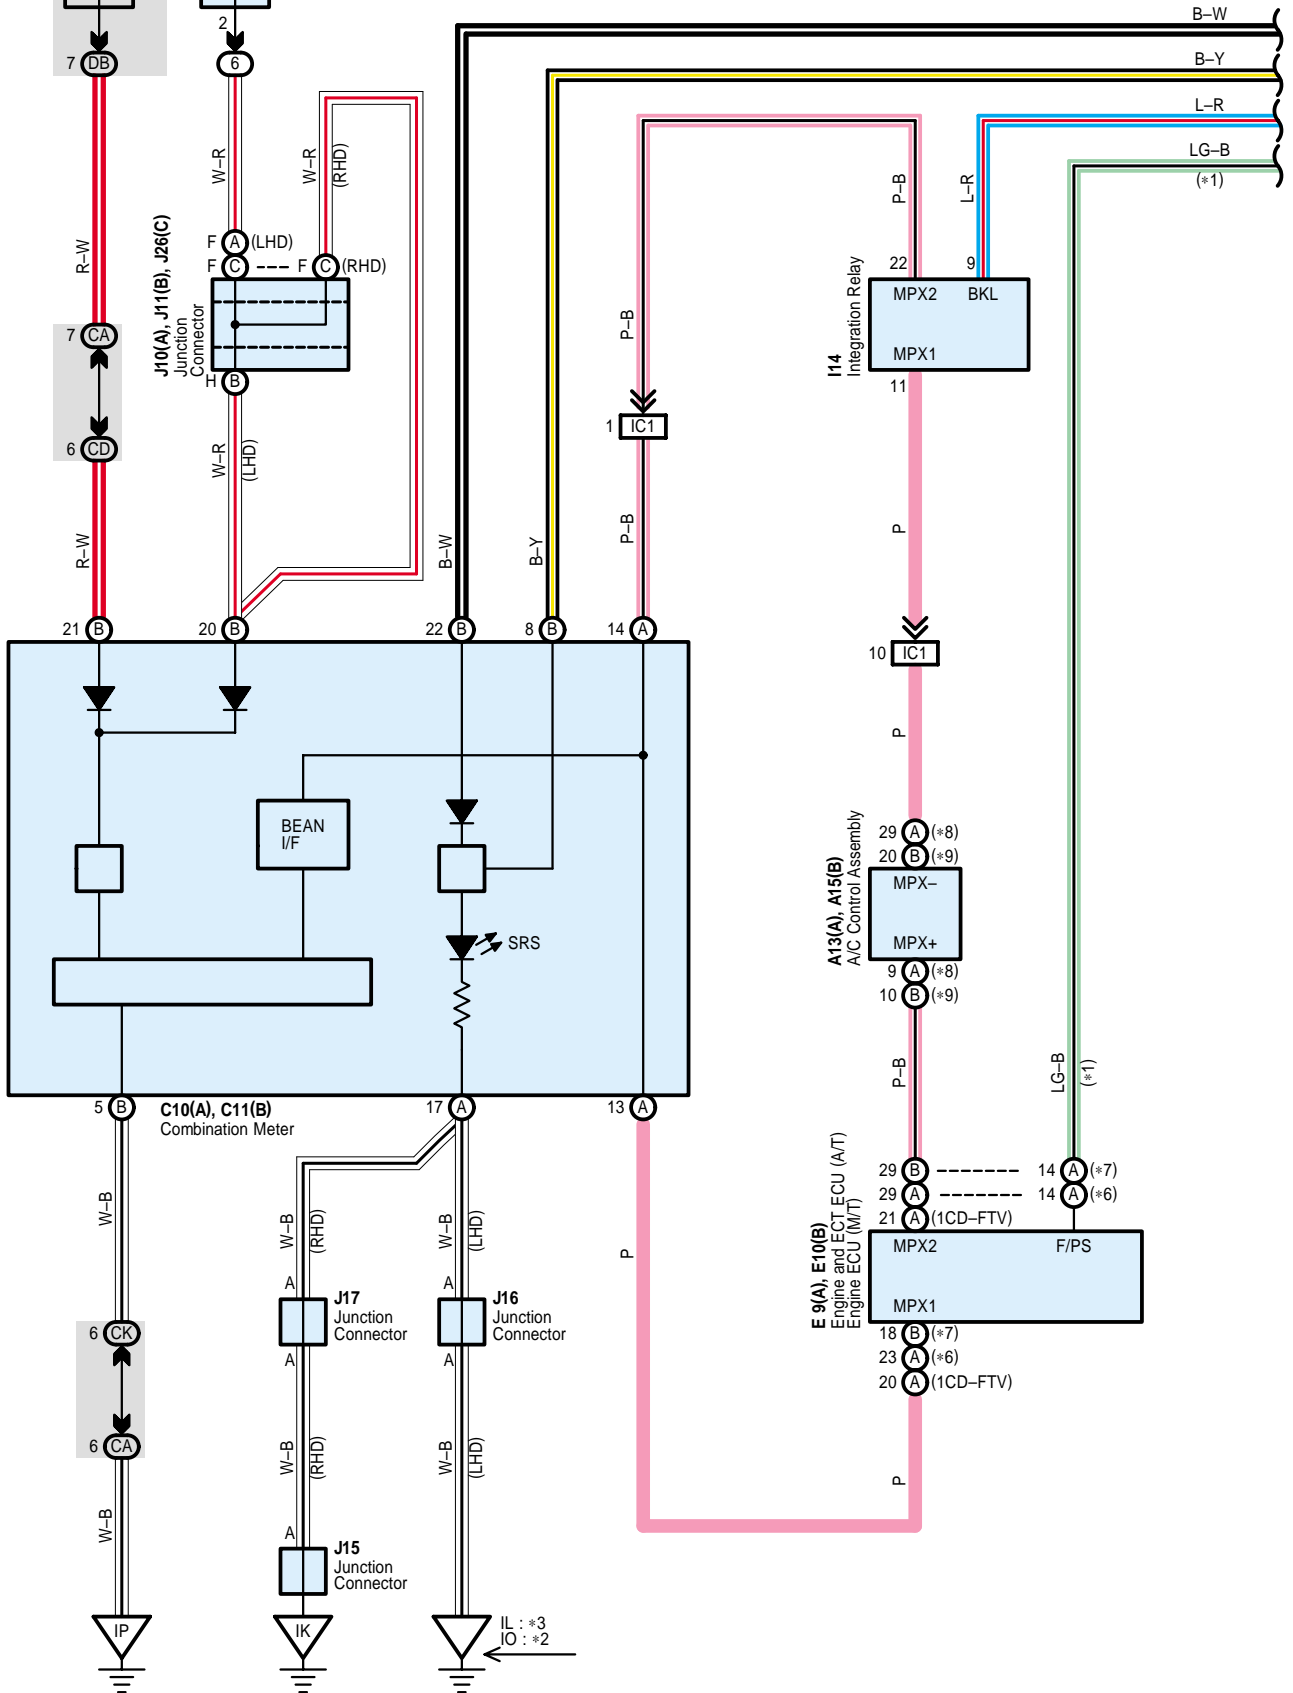 B–W
2
7 DB
6
B–Y
L–R
LG–B
(∗1)
W–R
W–R
(RHD)
P–B
L–R
R–W
J10(A), J11(B), J26(C)
Junction
Connector
F A (LHD)
F C
F C (RHD)
H B
7 CA
6 CD
W–R
(LHD)
P–B
22
9
MPX2
BKL
MPX1
11
I14
Integration Relay
1 IC1
R–W
B–W
B–Y
P–B
P
21 B
20 B
22 B
8 B
14 A
10 IC1
P
BEAN
I/F
SRS
29 A (∗8)
20 B (∗9)
MPX–
MPX+
A13(A), A15(B)
A/C Control Assembly
9 A (∗8)
10 B (∗9)
P–B
LG–B
(∗1)
5 B
C10(A), C11(B)
Combination Meter
17 A
13 A
29 B
14 A (∗7)
29 A
14 A (∗6)
21 A (1CD–FTV)
MPX2
F/PS
MPX1
E 9(A), E10(B)
Engine and ECT ECU (A/T)
Engine ECU (M/T)
18 B (∗7)
23 A (∗6)
20 A (1CD–FTV)
W–B
W–B
(RHD)
W–B
(LHD)
P
A
J17
Junction
Connector
A
A
J16
Junction
Connector
A
6 CK
6 CA
W–B
(RHD)
W–B
(LHD)
P
W–B
A
J15
Junction
Connector
IP
IK
IL : ∗3
IO : ∗2